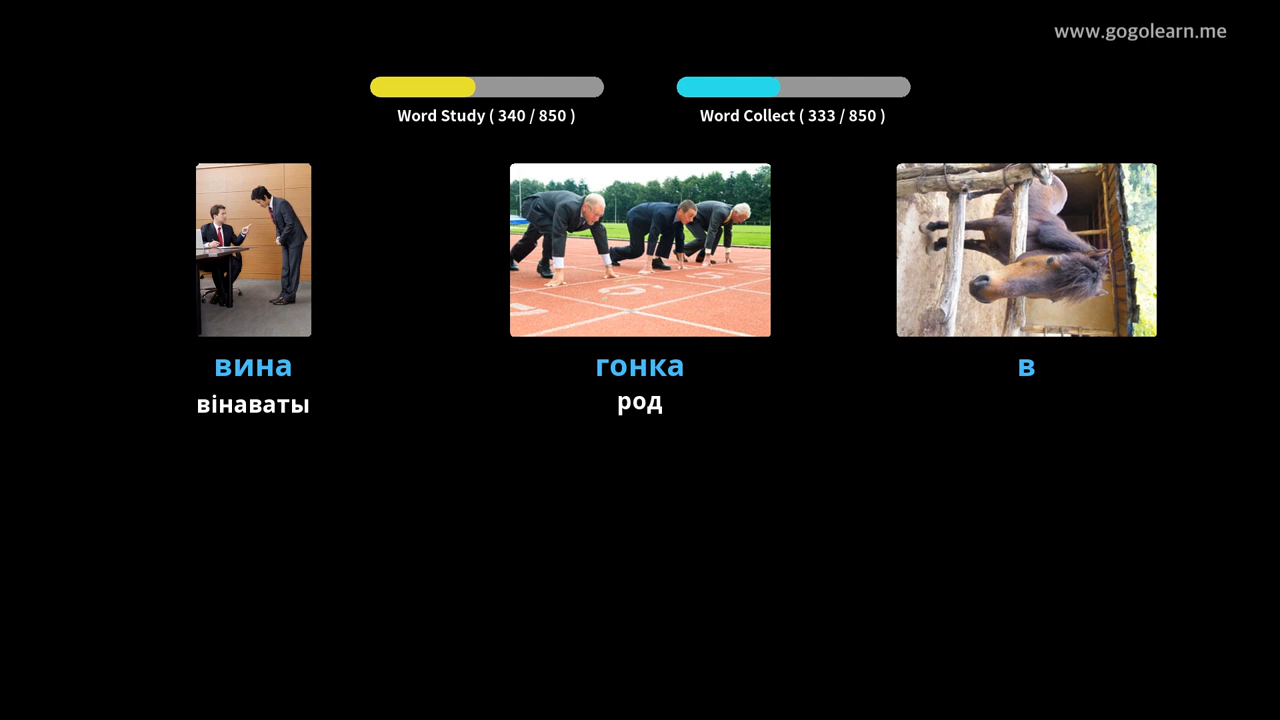 www.gogolearn.me
Word Study ( 340 / 850 )
Word Collect ( 333 / 850 )
вина
гонка
в
вінаваты
род